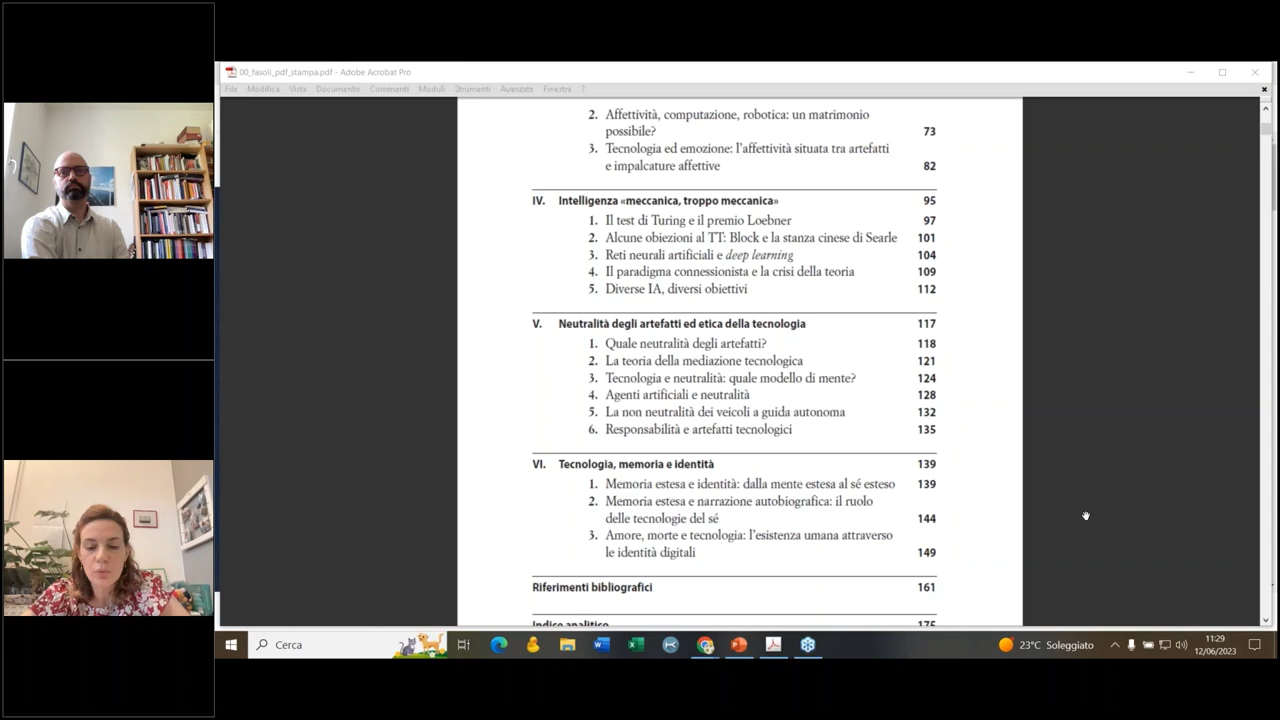 00_fasoli_pdf_stampa.pdf - Adobe Acrobat Pro
File Modifica Vista Documento Commenti Moduli Strumenti Avanzate Finestra ?
2. Affettività, computazione, robotica: un matrimonio
possibile? 73
3. Tecnologia ed emozione: l’affettività situata tra artefatti
e impalcature affettive 82
IV. Intelligenza «meccanica, troppo meccanica» 95
1. Il test di Turing e il premio Loebner 97
2. Alcune obiezioni al TT: Block e la stanza cinese di Searle 101
3. Reti neurali artificiali e deep learning 104
4. Il paradigma connessionista e la crisi della teoria 109
5. Diverse IA, diversi obiettivi 112
V. Neutralità degli artefatti ed etica della tecnologia 117
1. Quale neutralità degli artefatti? 118
2. La teoria della mediazione tecnologica 121
3. Tecnologia e neutralità: quale modello di mente? 124
4. Agenti artificiali e neutralità 128
5. La non neutralità dei veicoli a guida autonoma 132
6. Responsabilità e artefatti tecnologici 135
VI. Tecnologia, memoria e identità 139
1. Memoria estesa e identità: dalla mente estesa al sé esteso 139
2. Memoria estesa e narrazione autobiografica: il ruolo
delle tecnologie del sé 144
3. Amore, morte e tecnologia: l’esistenza umana attraverso
le identità digitali 149
Riferimenti bibliografici 161
Indice analitico 175
Cerca
23°C Soleggiato
11:29
12/06/2023